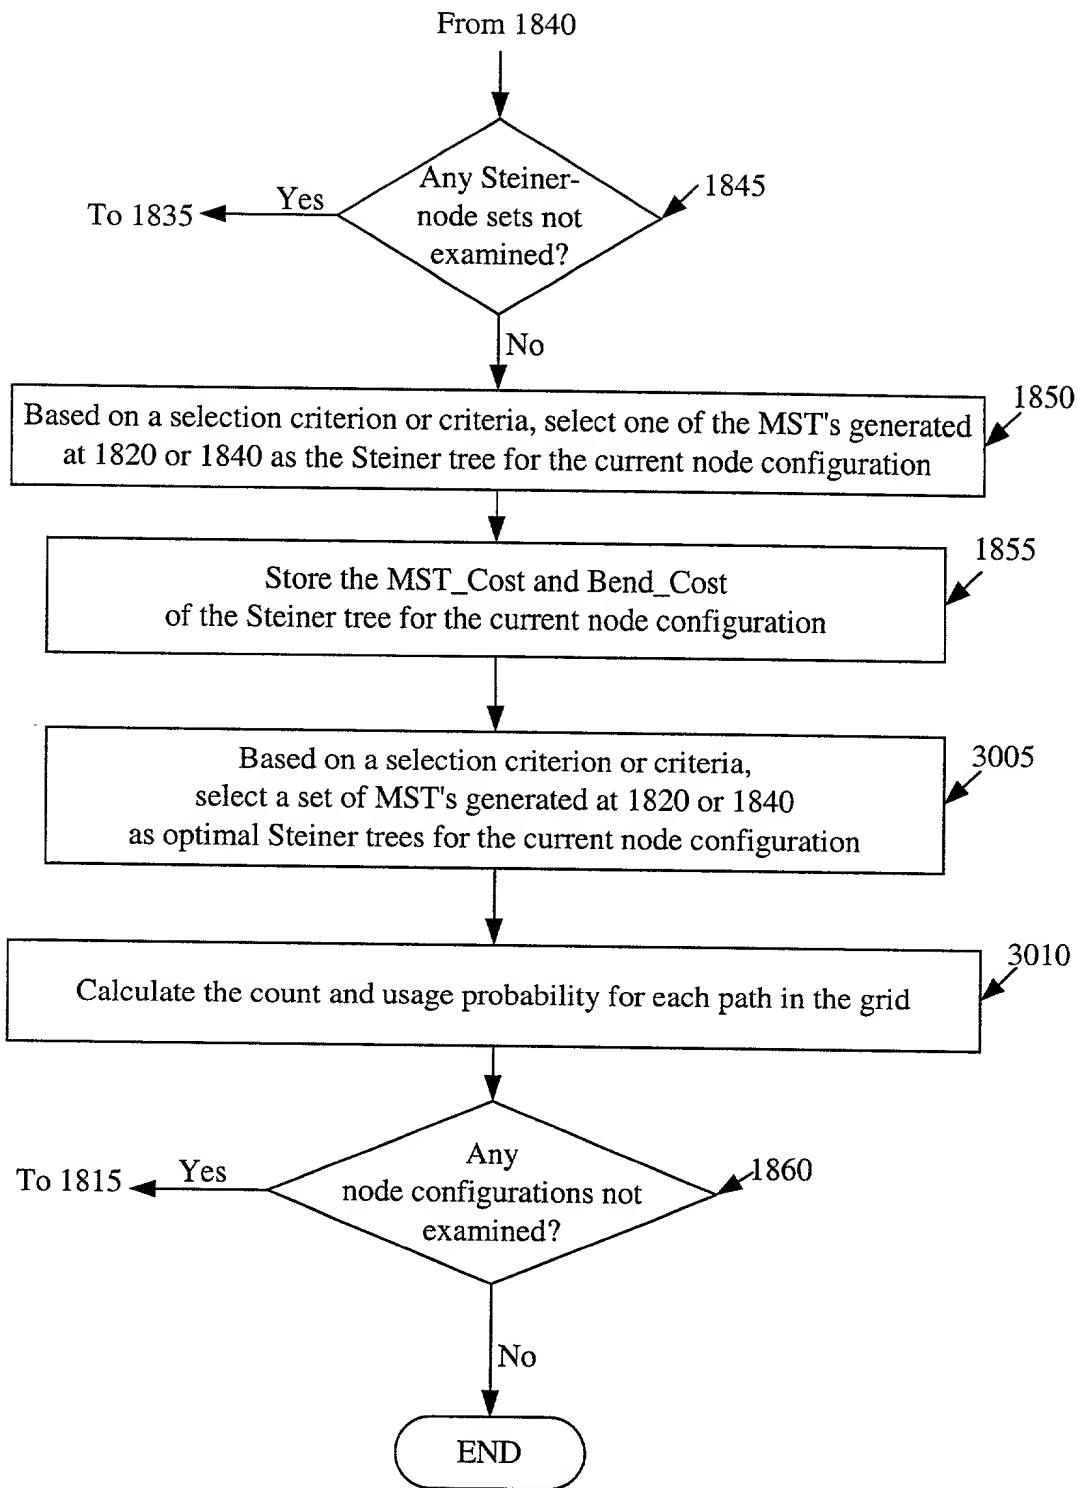 From 1840
Any Steiner-
node sets not
examined?
1845
Yes
To 1835
No
1850
Based on a selection criterion or criteria, select one of the MST's generated
at 1820 or 1840 as the Steiner tree for the current node configuration
1855
Store the MST_Cost and Bend_Cost
of the Steiner tree for the current node configuration
3005
Based on a selection criterion or criteria,
select a set of MST's generated at 1820 or 1840
as optimal Steiner trees for the current node configuration
3010
Calculate the count and usage probability for each path in the grid
Any
node configurations not
examined?
1860
Yes
To 1815
No
END